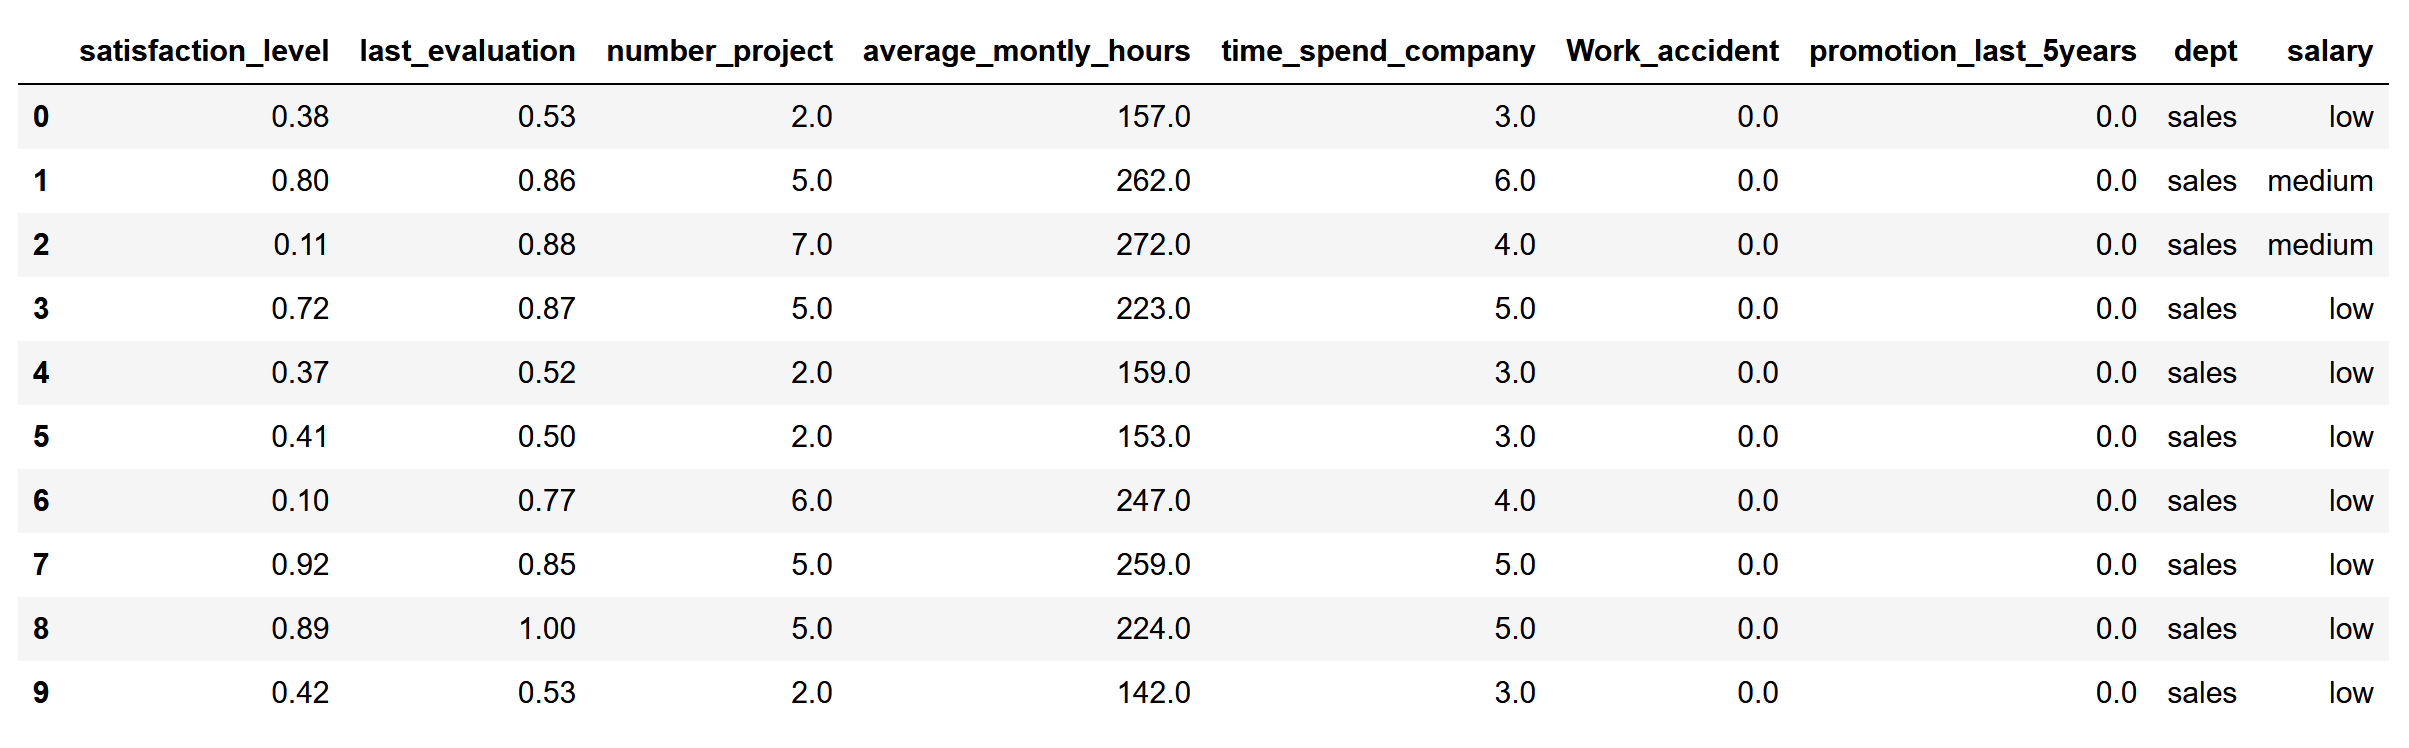 satisfaction_level last_evaluation number_project average_montly_hours time_spend_company Work_accident promotion_last_5years dept salary
0 0.38 0.53 2.0 157.0 3.0 0.0 0.0 sales low
1 0.80 0.86 5.0 262.0 6.0 0.0 0.0 sales medium
2 0.11 0.88 7.0 272.0 4.0 0.0 0.0 sales medium
3 0.72 0.87 5.0 223.0 5.0 0.0 0.0 sales low
4 0.37 0.52 2.0 159.0 3.0 0.0 0.0 sales low
5 0.41 0.50 2.0 153.0 3.0 0.0 0.0 sales low
6 0.10 0.77 6.0 247.0 4.0 0.0 0.0 sales low
7 0.92 0.85 5.0 259.0 5.0 0.0 0.0 sales low
8 0.89 1.00 5.0 224.0 5.0 0.0 0.0 sales low
9 0.42 0.53 2.0 142.0 3.0 0.0 0.0 sales low